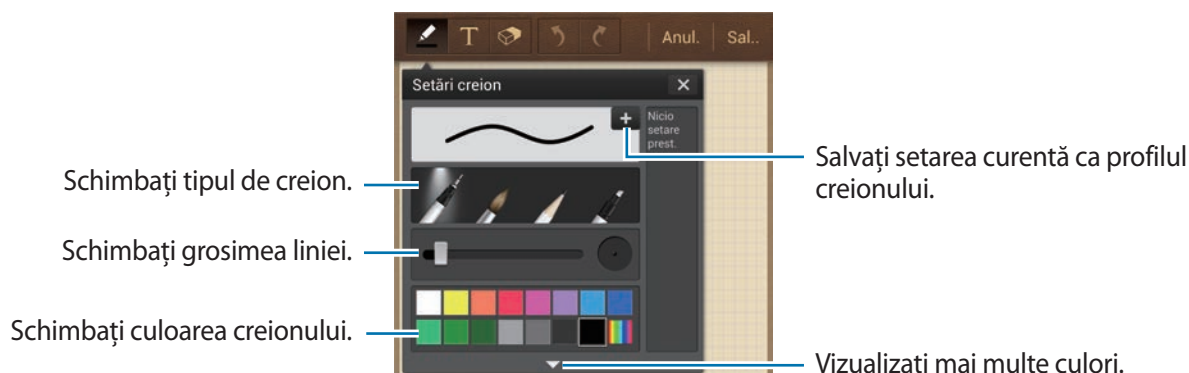 T
Anul.
Sal..
Setări creion
Nicio
setare
prest.
Salvați setarea curentă ca profilul
creionului.
Schimbați tipul de creion.
Schimbați grosimea liniei.
Schimbați culoarea creionului.
Vizualizați mai multe culori.